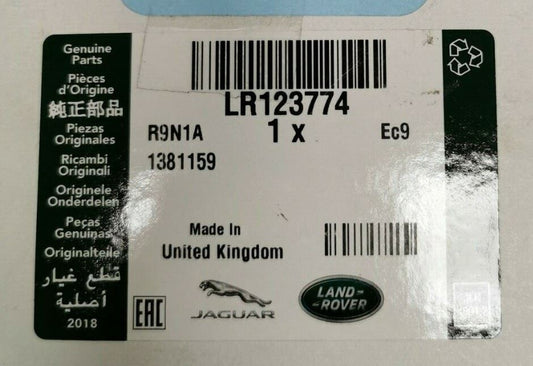 Genuine
Parts
Pièces
d'Origine
純正部品
Piezas
Originales
Ricambi
Originali
Originele
Onderdelen
Peças
Genuinas
Originalteile
قطع غيار
أصلية
2018
LR123774
1 x
R9N1A
Ec9
1381159
Made In
United Kingdom
EAC
JAGUAR
LAND-
-ROVER